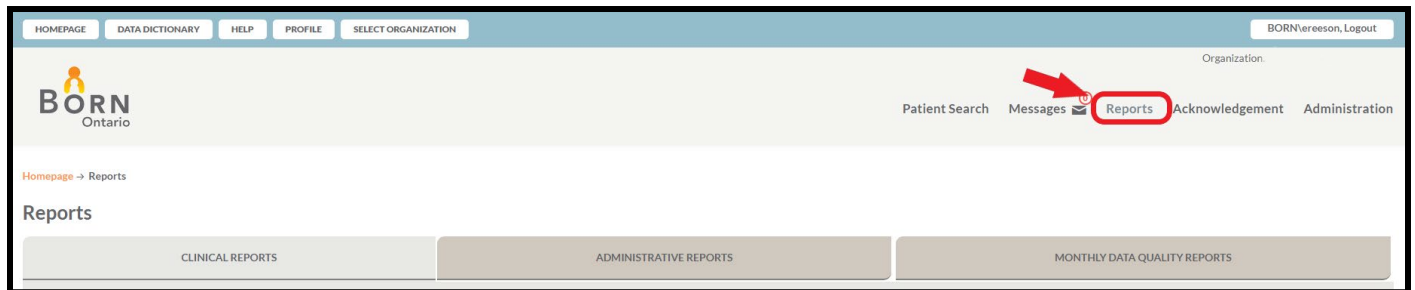 HOMEPAGE DATA DICTIONARY HELP PROFILE SELECT ORGANIZATION BORN\ereeson, Logout
Organization
BORN
Ontario
Patient Search Messages 0 Reports Acknowledgement Administration
Homepage → Reports
Reports
CLINICAL REPORTS ADMINISTRATIVE REPORTS MONTHLY DATA QUALITY REPORTS